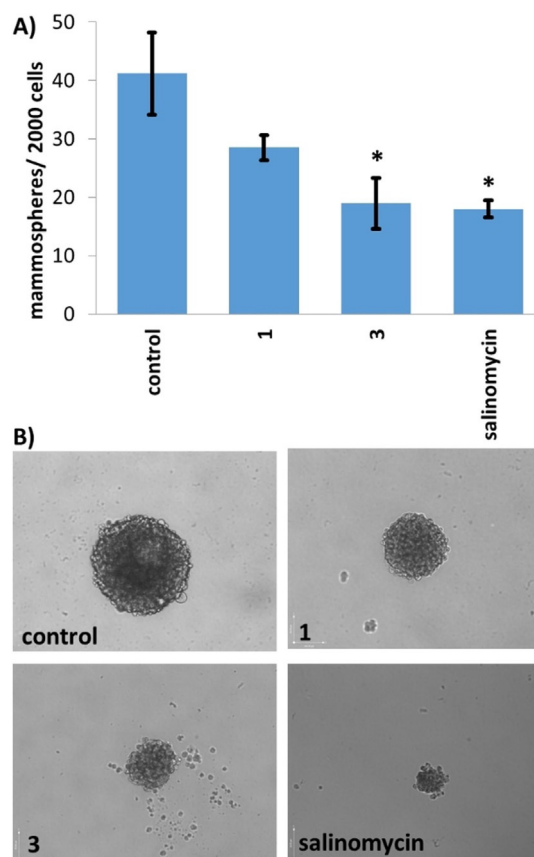 A)
mammospheres/ 2000 cells
50
40
30
20
10
0
*
*
control
1
3
salinomycin
B)
control
1
3
salinomycin